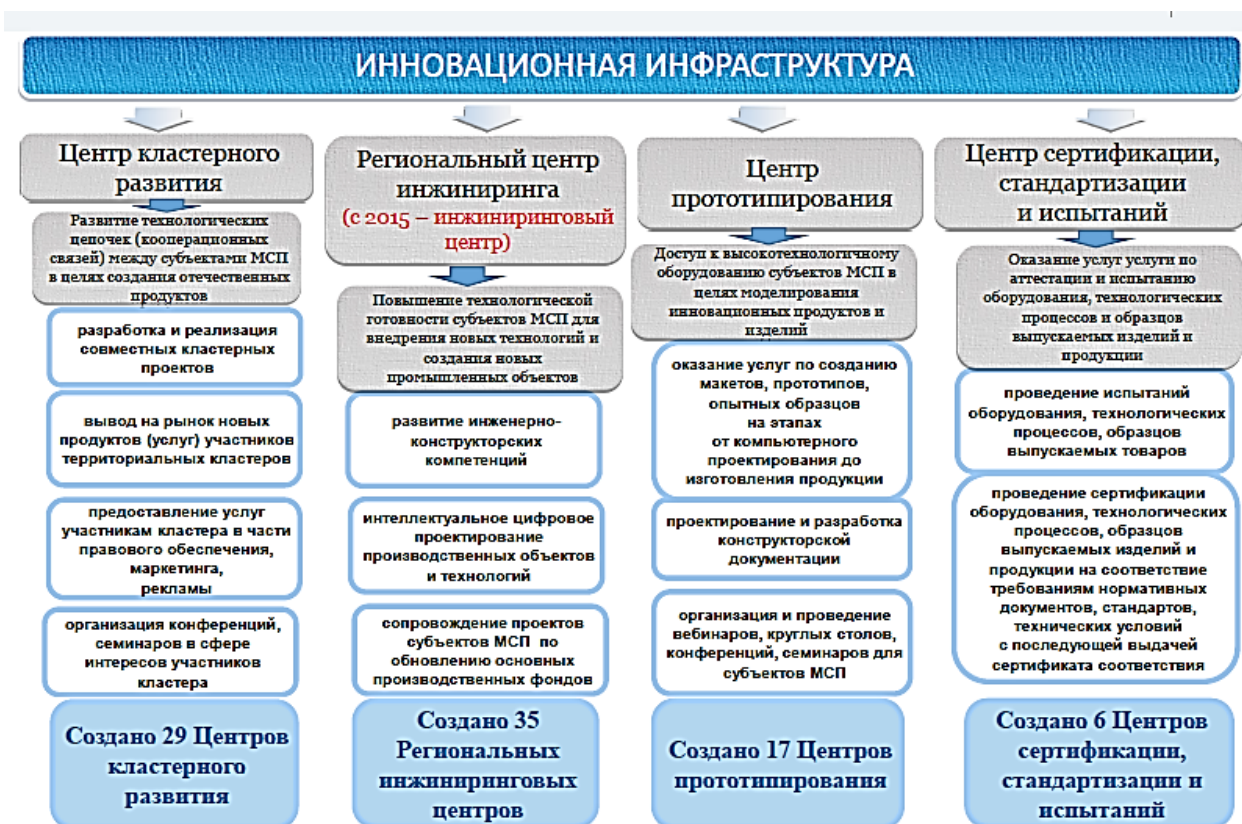 ИННОВАЦИОННАЯ ИНФРАСТРУКТУРА
Центр кластерного
развития
Развитие технологических
цепочек (кооперационных
связей) между субъектами МСП
в целях создания отечественных
продуктов
разработка и реализация
совместных кластерных
проектов
вывод на рынок новых
продуктов (услуг) участников
территориальных кластеров
предоставление услуг
участникам кластера в части
правового обеспечения,
маркетинга,
рекламы
организация конференций,
семинаров в сфере
интересов участников
кластера
Создано 29 Центров
кластерного
развития
Региональный центр
инжиниринга
(с 2015 – инжиниринговый
центр)
Повышение технологической
готовности субъектов МСП для
внедрения новых технологий и
создания новых
промышленных объектов
развитие инженерно-
конструкторских
компетенций
интеллектуальное цифровое
проектирование
производственных объектов
и технологий
сопровождение проектов
субъектов МСП по
обновлению основных
производственных фондов
Создано 35
Региональных
инжиниринговых
центров
Центр
прототипирования
Доступ к высокотехнологичному
оборудованию субъектов МСП в
целях моделирования
инновационных продуктов и
изделий
оказание услуг по созданию
макетов, прототипов,
опытных образцов
на этапах
от компьютерного
проектирования до
изготовления продукции
проектирование и разработка
конструкторской
документации
организация и проведение
вебинаров, круглых столов,
конференций, семинаров для
субъектов МСП
Создано 17 Центров
прототипирования
Центр сертификации,
стандартизации
и испытаний
Оказание услуг услуги по
аттестации и испытанию
оборудования, технологических
процессов и образцов
выпускаемых изделий и
продукции
проведение испытаний
оборудования, технологических
процессов, образцов
выпускаемых товаров
проведение сертификации
оборудования, технологических
процессов, образцов
выпускаемых изделий и
продукции на соответствие
требованиям нормативных
документов, стандартов,
технических условий
с последующей выдачей
сертификата соответствия
Создано 6 Центров
сертификации,
стандартизации и
испытаний